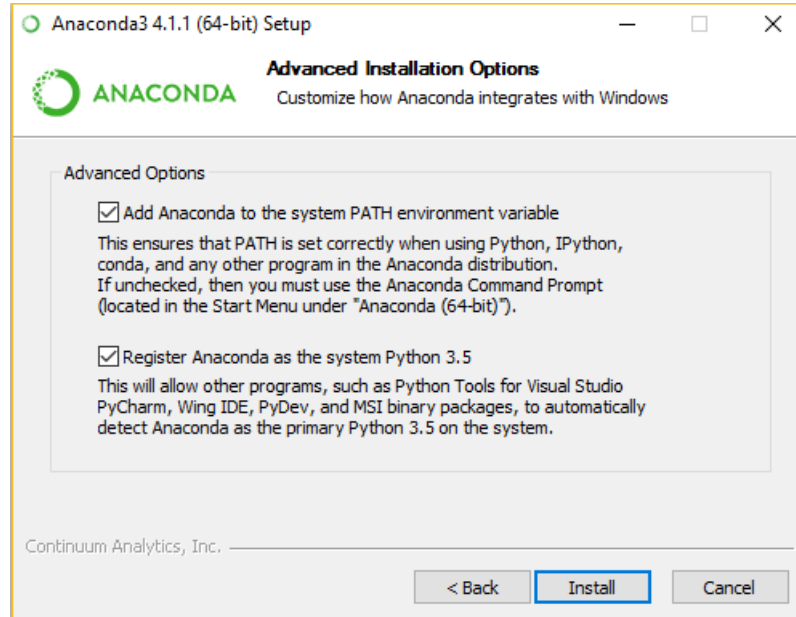 Anaconda3 4.1.1 (64-bit) Setup
ANACONDA
Advanced Installation Options
Customize how Anaconda integrates with Windows
Advanced Options
Add Anaconda to the system PATH environment variable
This ensures that PATH is set correctly when using Python, IPython,
conda, and any other program in the Anaconda distribution.
If unchecked, then you must use the Anaconda Command Prompt
(located in the Start Menu under "Anaconda (64-bit)").
Register Anaconda as the system Python 3.5
This will allow other programs, such as Python Tools for Visual Studio
PyCharm, Wing IDE, PyDev, and MSI binary packages, to automatically
detect Anaconda as the primary Python 3.5 on the system.
Continuum Analytics, Inc.
< Back Install Cancel